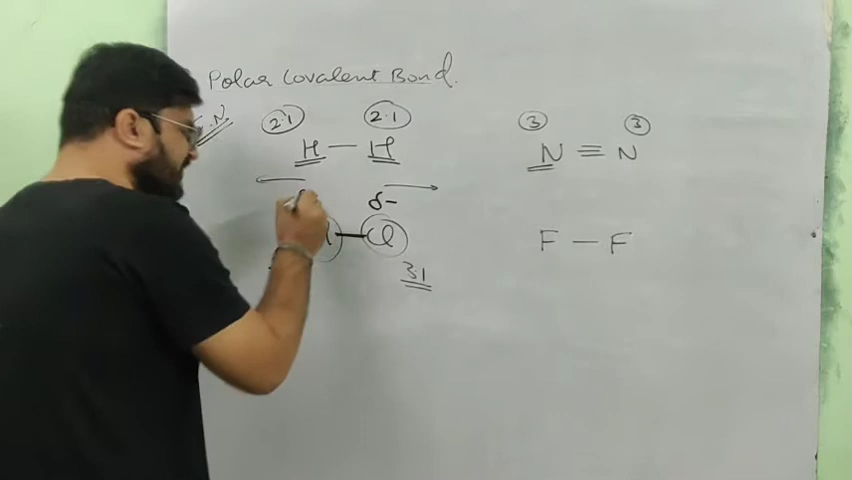 Polar Covalent Bond.
E.N
2.1 2.1
H — H
δ-
Cl
3.1
3 3
N ≡ N
F — F